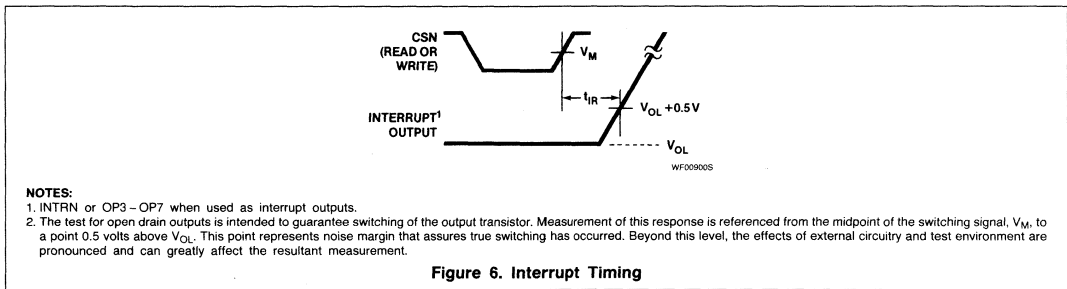 CSN
(READ OR
WRITE)
V_M
t_IR
V_OL +0.5 V
INTERRUPT¹
OUTPUT
V_OL
WF00900S
NOTES:
1. INTRN or OP3 – OP7 when used as interrupt outputs.
2. The test for open drain outputs is intended to guarantee switching of the output transistor. Measurement of this response is referenced from the midpoint of the switching signal, V_M, to
a point 0.5 volts above V_OL. This point represents noise margin that assures true switching has occurred. Beyond this level, the effects of external circuitry and test environment are
pronounced and can greatly affect the resultant measurement.
Figure 6. Interrupt Timing